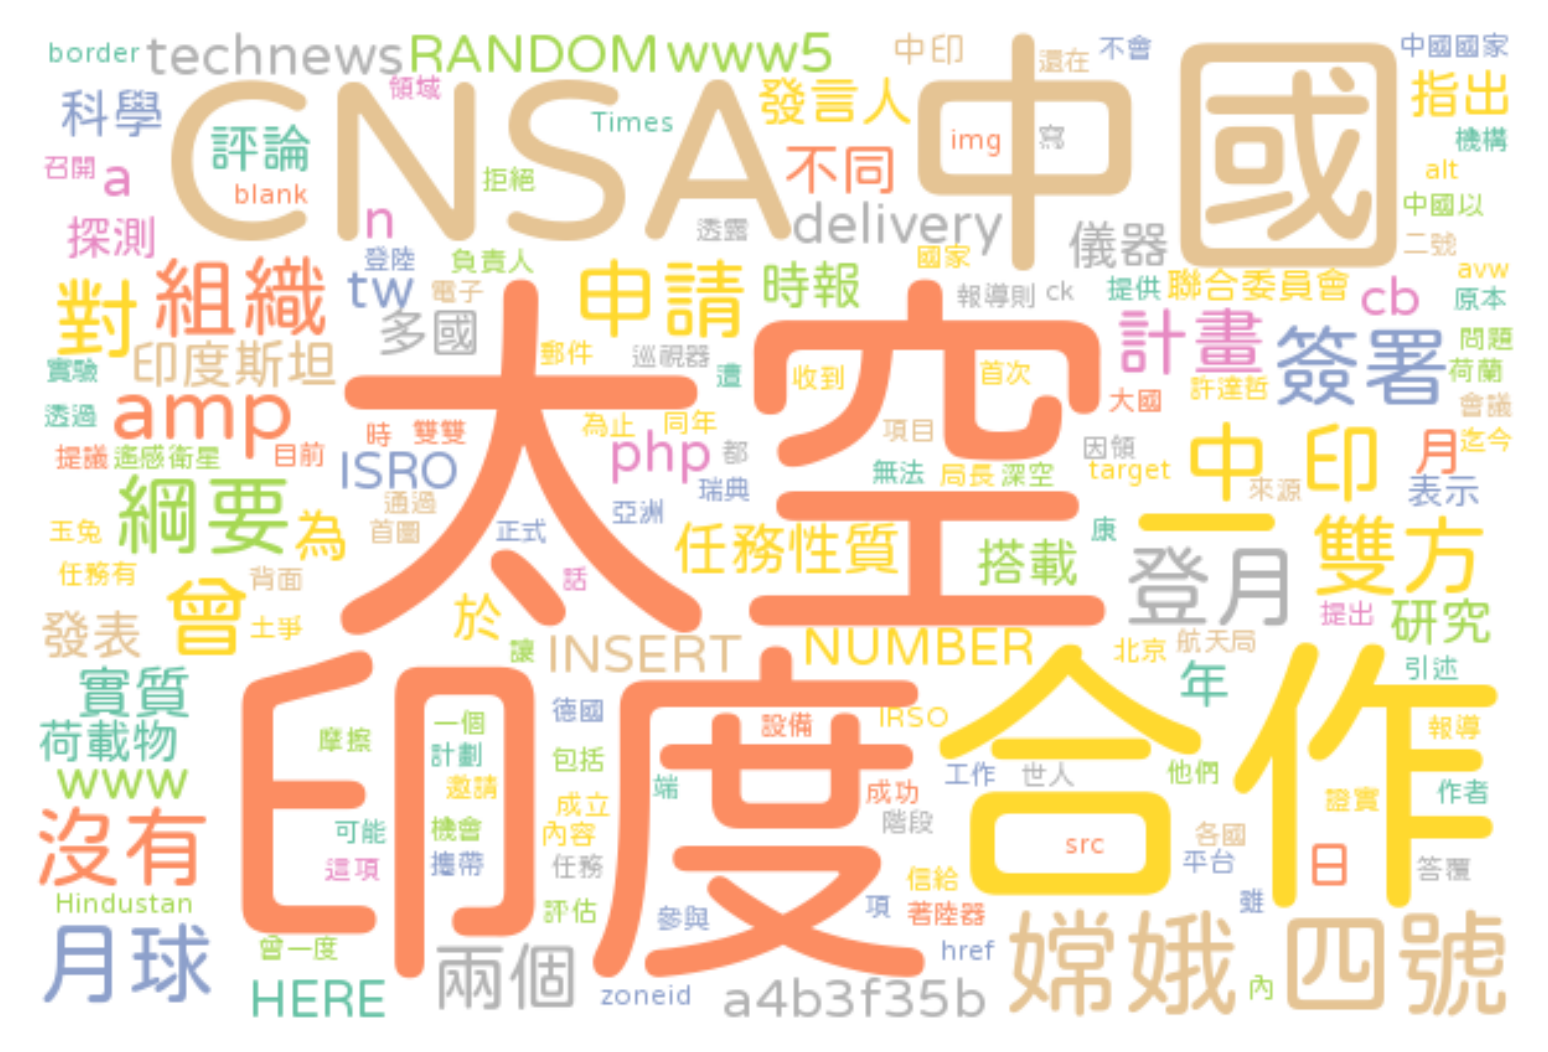 border technews RANDOM www5 中印 還在 不會 中國國家
科學 領域 CNSA Times 發言人 中國 指出
評論 img 寫 機構
召開 a blank 拒絕 不同 alt
探測 n 透露 delivery 儀器 中國以 二號
登陸 負責人 國家 avw
對 組織 tw 電子 申請 時報 報導則 ck 提供 聯合委員會 cb 原本
多國 計畫 簽署 問題
實驗 印度斯坦 郵件 巡視器 遭 收到 首次 許達哲 荷蘭
透過 amp 太空 大國 會議
提議 遙感衛星 目前 時 雙雙 為止 同年 項目 因領 中印 月 迄今
ISRO php 都 無法 局長 深空 target 來源 表示
綱要 通過 瑞典
玉兔 為 首圖 正式 亞洲 任務性質 康 一 雙方
任務有 背面 話 搭載 登月
發表 曾 土爭 於 提出 研究
讓 INSERT NUMBER 北京 航天局
實質 印度 合作 年 引述
荷載物 摩擦 一個 德國 設備 IRSO 報導
www 計劃 包括 工作 世人 他們
邀請 端 成功 證實 作者
沒有 可能 機會 成立 內容 階段 src 各國
這項 攜帶 任務 平台 日 答覆
Hindustan 評估 參與 信給 項 著陸器 雖
月球 曾一度 兩個 href 嫦娥四號
HERE zoneid a4b3f35b 內